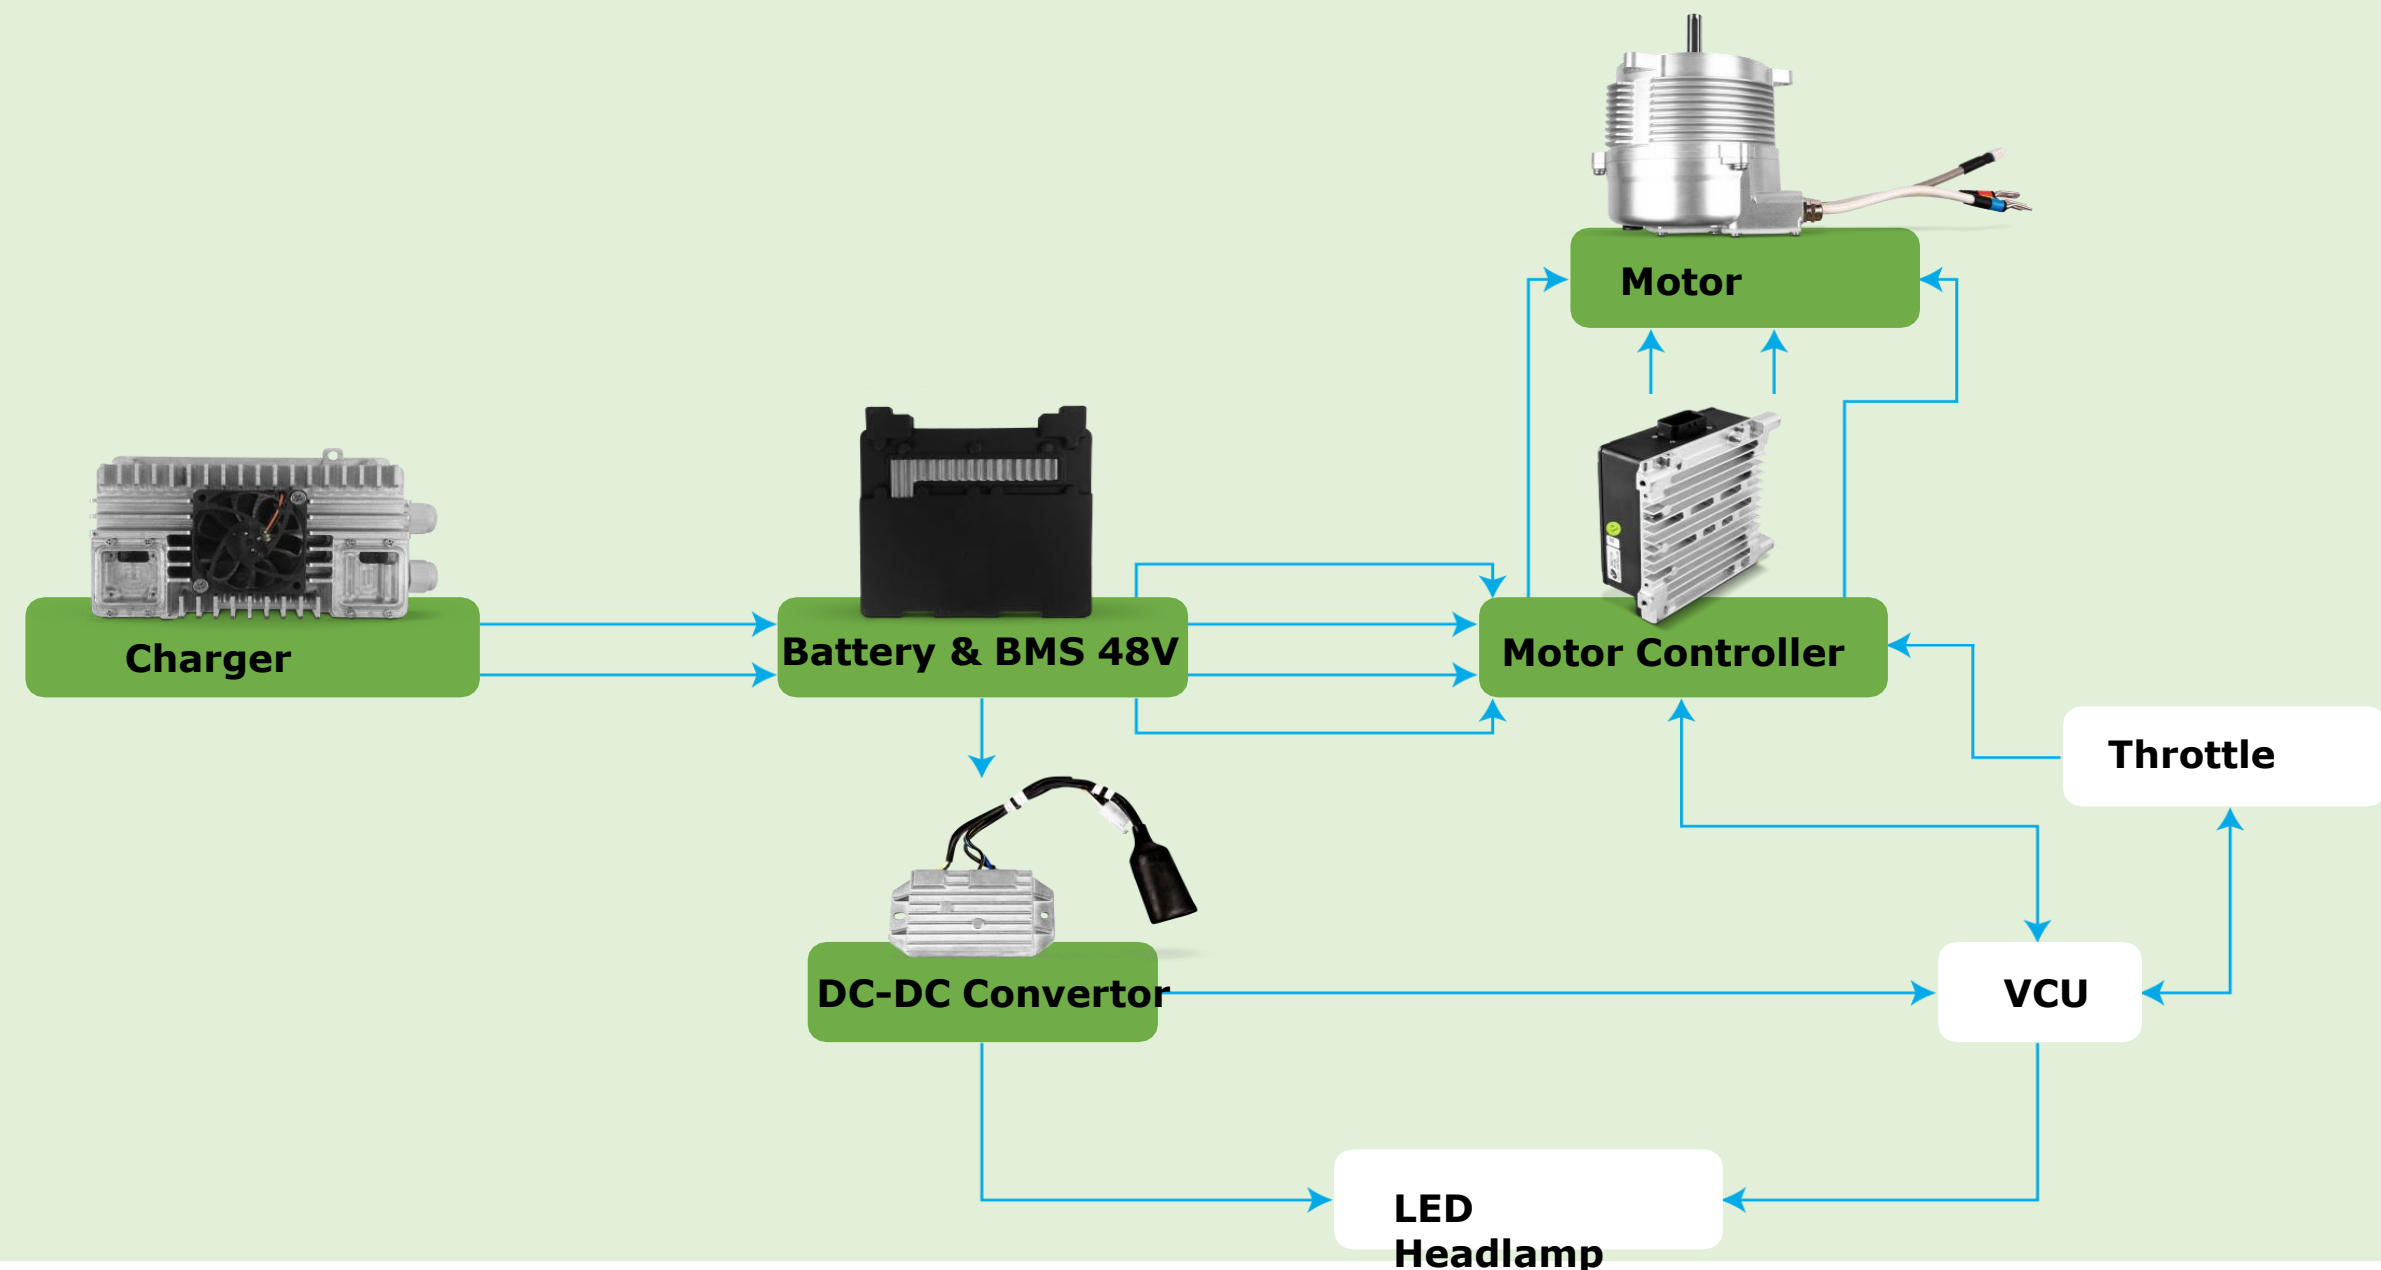 Motor
Charger
Battery & BMS 48V
Motor Controller
Throttle
DC-DC Convertor
VCU
LED
Headlamp